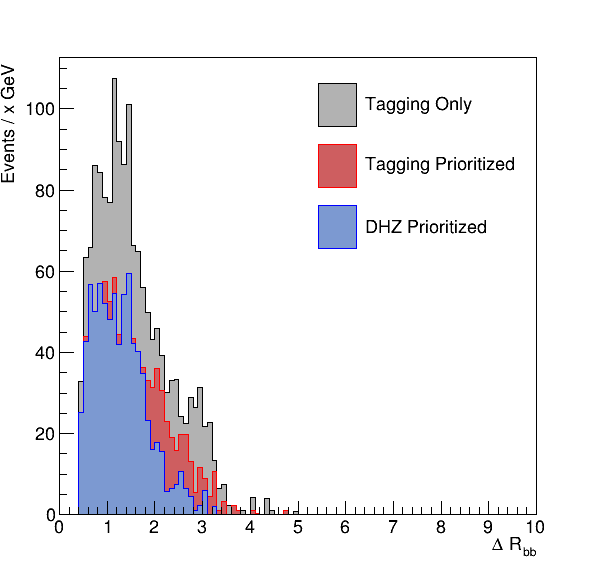 Events / x GeV
100
80
60
40
20
0
Tagging Only
Tagging Prioritized
DHZ Prioritized
0 1 2 3 4 5 6 7 8 9 10
Δ R_bb